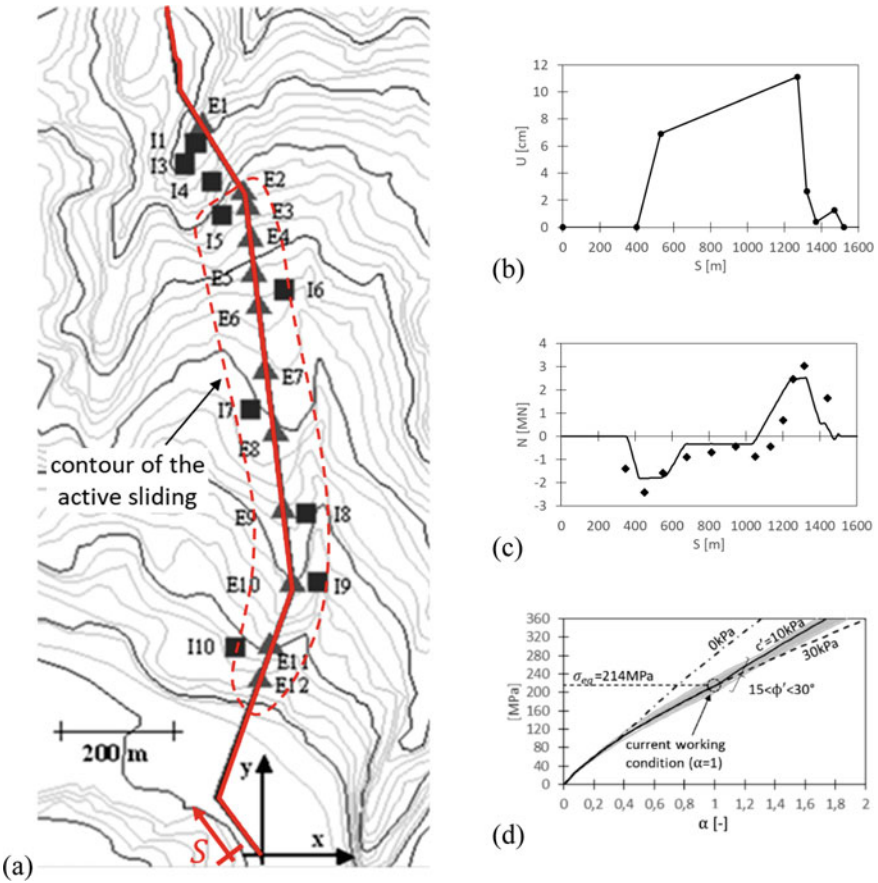 E1
I1
I3
I4
E2
E3
I5
E4
E5
I6
E6
E7
I7
E8
contour of the
active sliding
E9
I8
E10
I9
I10
E11
E12
200 m
y
x
S
(a)
12
10
8
6
4
2
0
U [cm]
0 200 400 600 800 1000 1200 1400 1600
S [m]
(b)
4
3
2
1
0
-1
-2
-3
N [MN]
0 200 400 600 800 1000 1200 1400 1600
S [m]
(c)
360
320
280
240
200
160
120
80
40
0
[MPa]
0kPa
c'=10kPa
30kPa
σeq=214MPa
15<ϕ'<30°
current working
condition (α=1)
0 0,2 0,4 0,6 0,8 1 1,2 1,4 1,6 1,8 2
α [-]
(d)